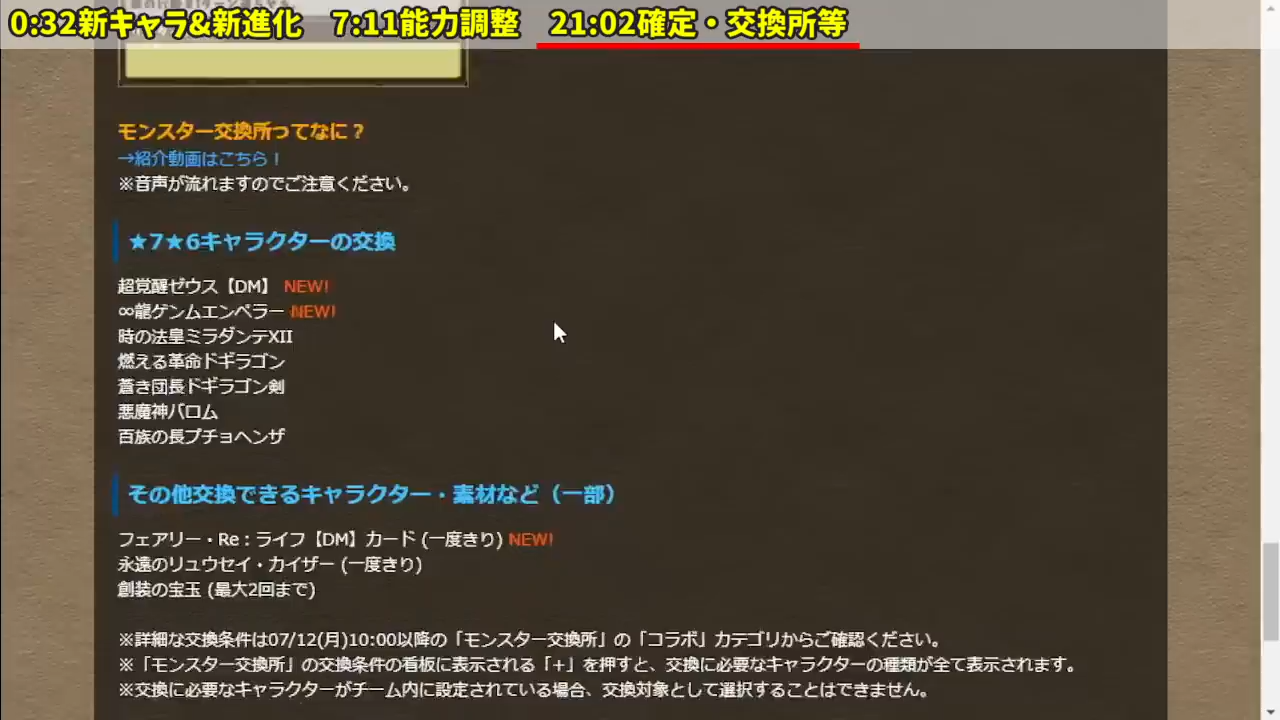 0:32新キャラ&新進化　7:11能力調整　21:02確定・交換所等
モンスター交換所ってなに？
→紹介動画はこちら！
※音声が流れますのでご注意ください。
★7★6キャラクターの交換
超覚醒ゼウス【DM】 NEW!
∞龍ゲンムエンペラー NEW!
時の法皇ミラダンテXII
燃える革命ドギラゴン
蒼き団長ドギラゴン剣
悪魔神バロム
百族の長プチョヘンザ
その他交換できるキャラクター・素材など（一部）
フェアリー・Re：ライフ【DM】カード (一度きり) NEW!
永遠のリュウセイ・カイザー (一度きり)
創装の宝玉 (最大2回まで)
※詳細な交換条件は07/12(月)10:00以降の「モンスター交換所」の「コラボ」カテゴリからご確認ください。
※「モンスター交換所」の交換条件の看板に表示される「+」を押すと、交換に必要なキャラクターの種類が全て表示されます。
※交換に必要なキャラクターがチーム内に設定されている場合、交換対象として選択することはできません。